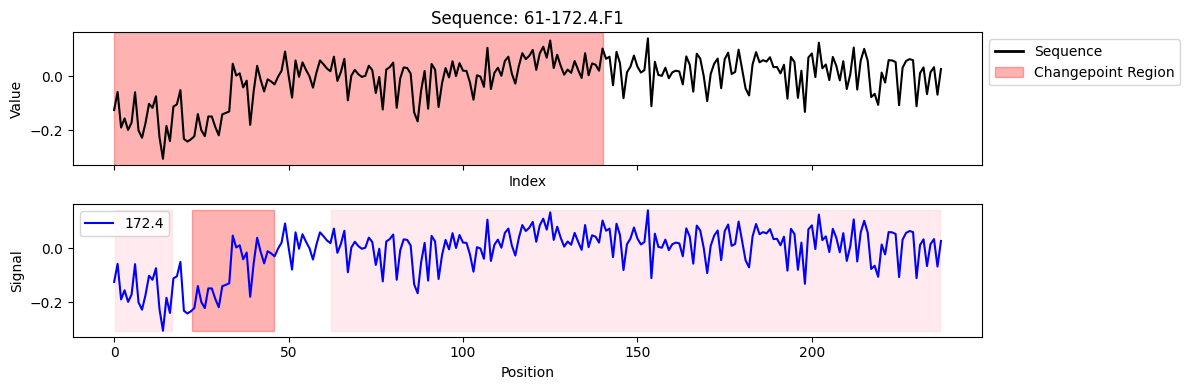 Sequence: 61-172.4.F1
Value
0.0
−0.2
Sequence
Changepoint Region
Index
Signal
0.0
−0.2
172.4
0 50 100 150 200
Position